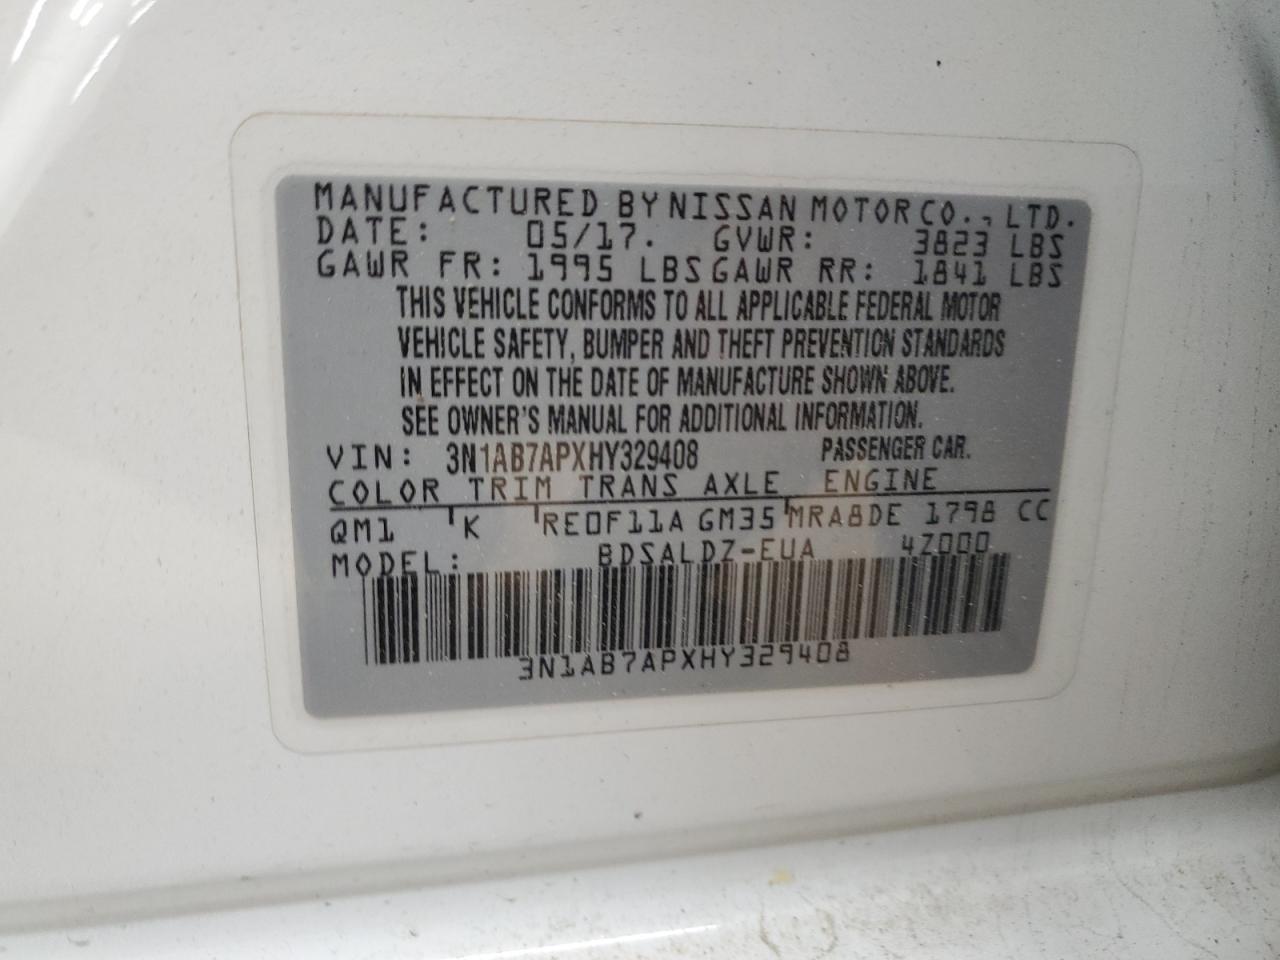 MANUFACTURED BY NISSAN MOTOR CO., LTD.
DATE: 05/17. GVWR: 3823 LBS
GAWR FR: 1995 LBS GAWR RR: 1841 LBS
THIS VEHICLE CONFORMS TO ALL APPLICABLE FEDERAL MOTOR
VEHICLE SAFETY, BUMPER AND THEFT PREVENTION STANDARDS
IN EFFECT ON THE DATE OF MANUFACTURE SHOWN ABOVE.
SEE OWNER'S MANUAL FOR ADDITIONAL INFORMATION.
VIN: 3N1AB7APXHY329408 PASSENGER CAR.
COLOR TRIM TRANS AXLE ENGINE
QM1 K RE0F11A GM35 MRA8DE 1798 CC
MODEL: BDSALDZ-EUA 4Z000
3N1AB7APXHY329408